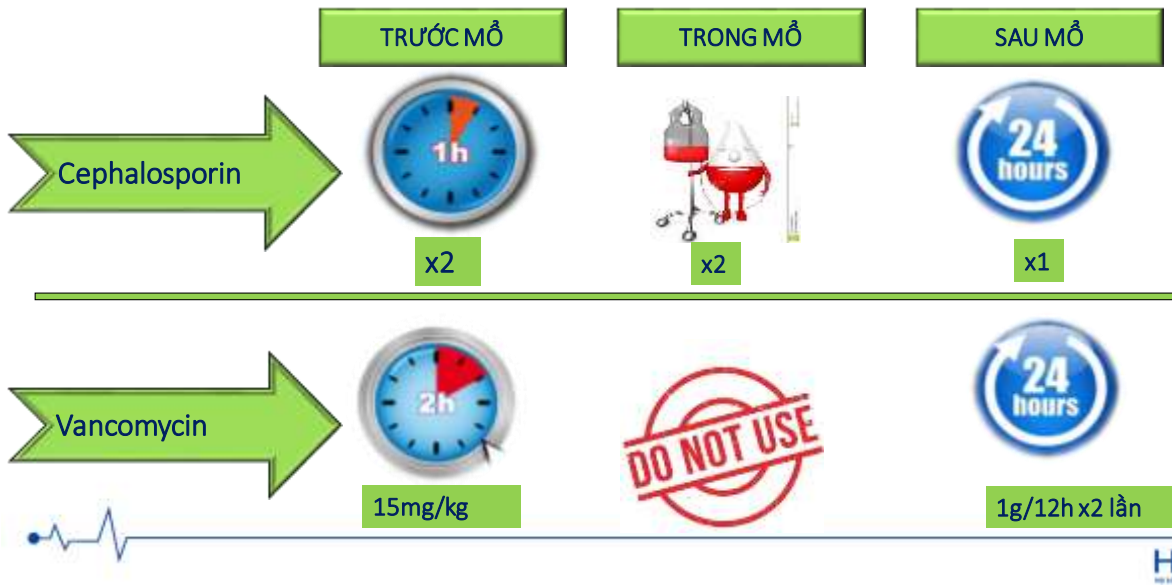 TRƯỚC MỔ
TRONG MỔ
SAU MỔ
Cephalosporin
1h
24
hours
x2
x2
x1
Vancomycin
2h
DO NOT USE
24
hours
15mg/kg
1g/12h x2 lần
H